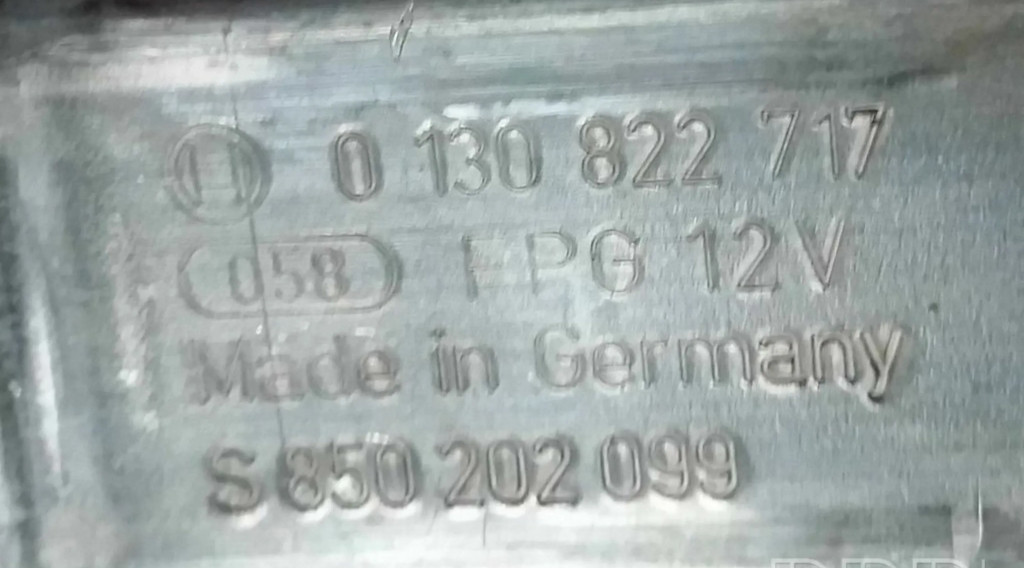 0 130 822 717
058 FPG 12V
Made in Germany
S 850 202 099